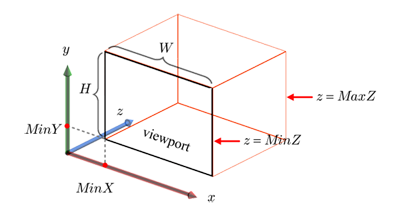 W
y
H
z
z = MaxZ
MinY
viewport
z = MinZ
MinX
x